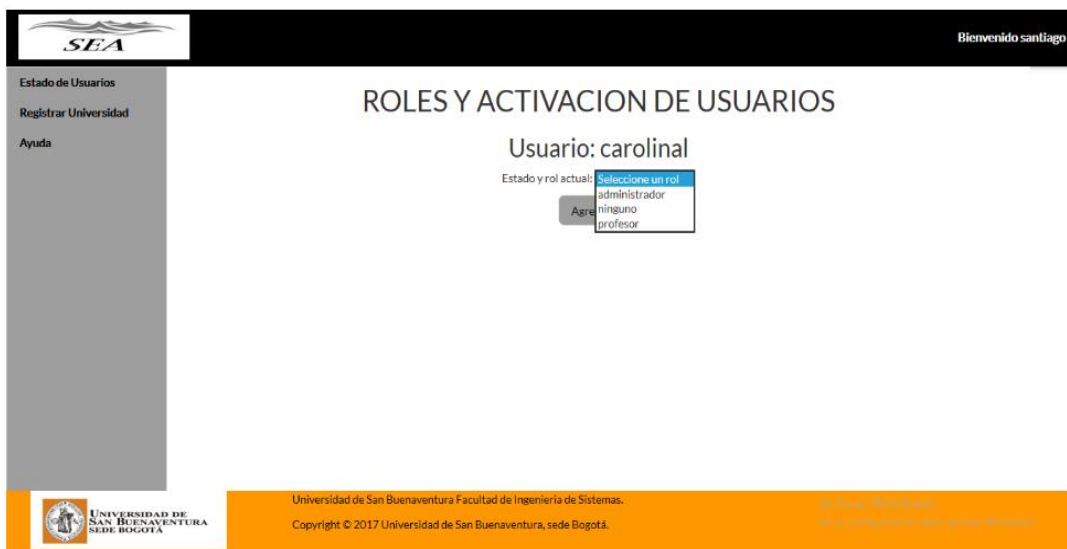 SEA
Bienvenido santiago
Estado de Usuarios
Registrar Universidad
Ayuda
ROLES Y ACTIVACION DE USUARIOS
Usuario: carolinal
Estado y rol actual: Seleccione un rol
administrador
Agre
ninguno
profesor
UNIVERSIDAD DE
SAN BUENAVENTURA
SEDE BOGOTÁ
Universidad de San Buenaventura Facultad de Ingenieria de Sistemas.
Copyright © 2017 Universidad de San Buenaventura, sede Bogotá.